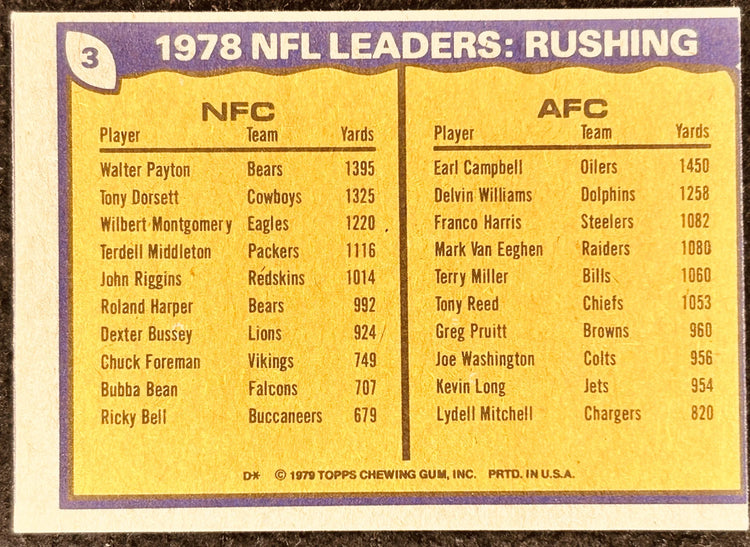 3
1978 NFL LEADERS: RUSHING
NFC
Player Team Yards
Walter Payton Bears 1395
Tony Dorsett Cowboys 1325
Wilbert Montgomery Eagles 1220
Terdell Middleton Packers 1116
John Riggins Redskins 1014
Roland Harper Bears 992
Dexter Bussey Lions 924
Chuck Foreman Vikings 749
Bubba Bean Falcons 707
Ricky Bell Buccaneers 679
AFC
Player Team Yards
Earl Campbell Oilers 1450
Delvin Williams Dolphins 1258
Franco Harris Steelers 1082
Mark Van Eeghen Raiders 1080
Terry Miller Bills 1060
Tony Reed Chiefs 1053
Greg Pruitt Browns 960
Joe Washington Colts 956
Kevin Long Jets 954
Lydell Mitchell Chargers 820
D* © 1979 TOPPS CHEWING GUM, INC. PRTD. IN U.S.A.